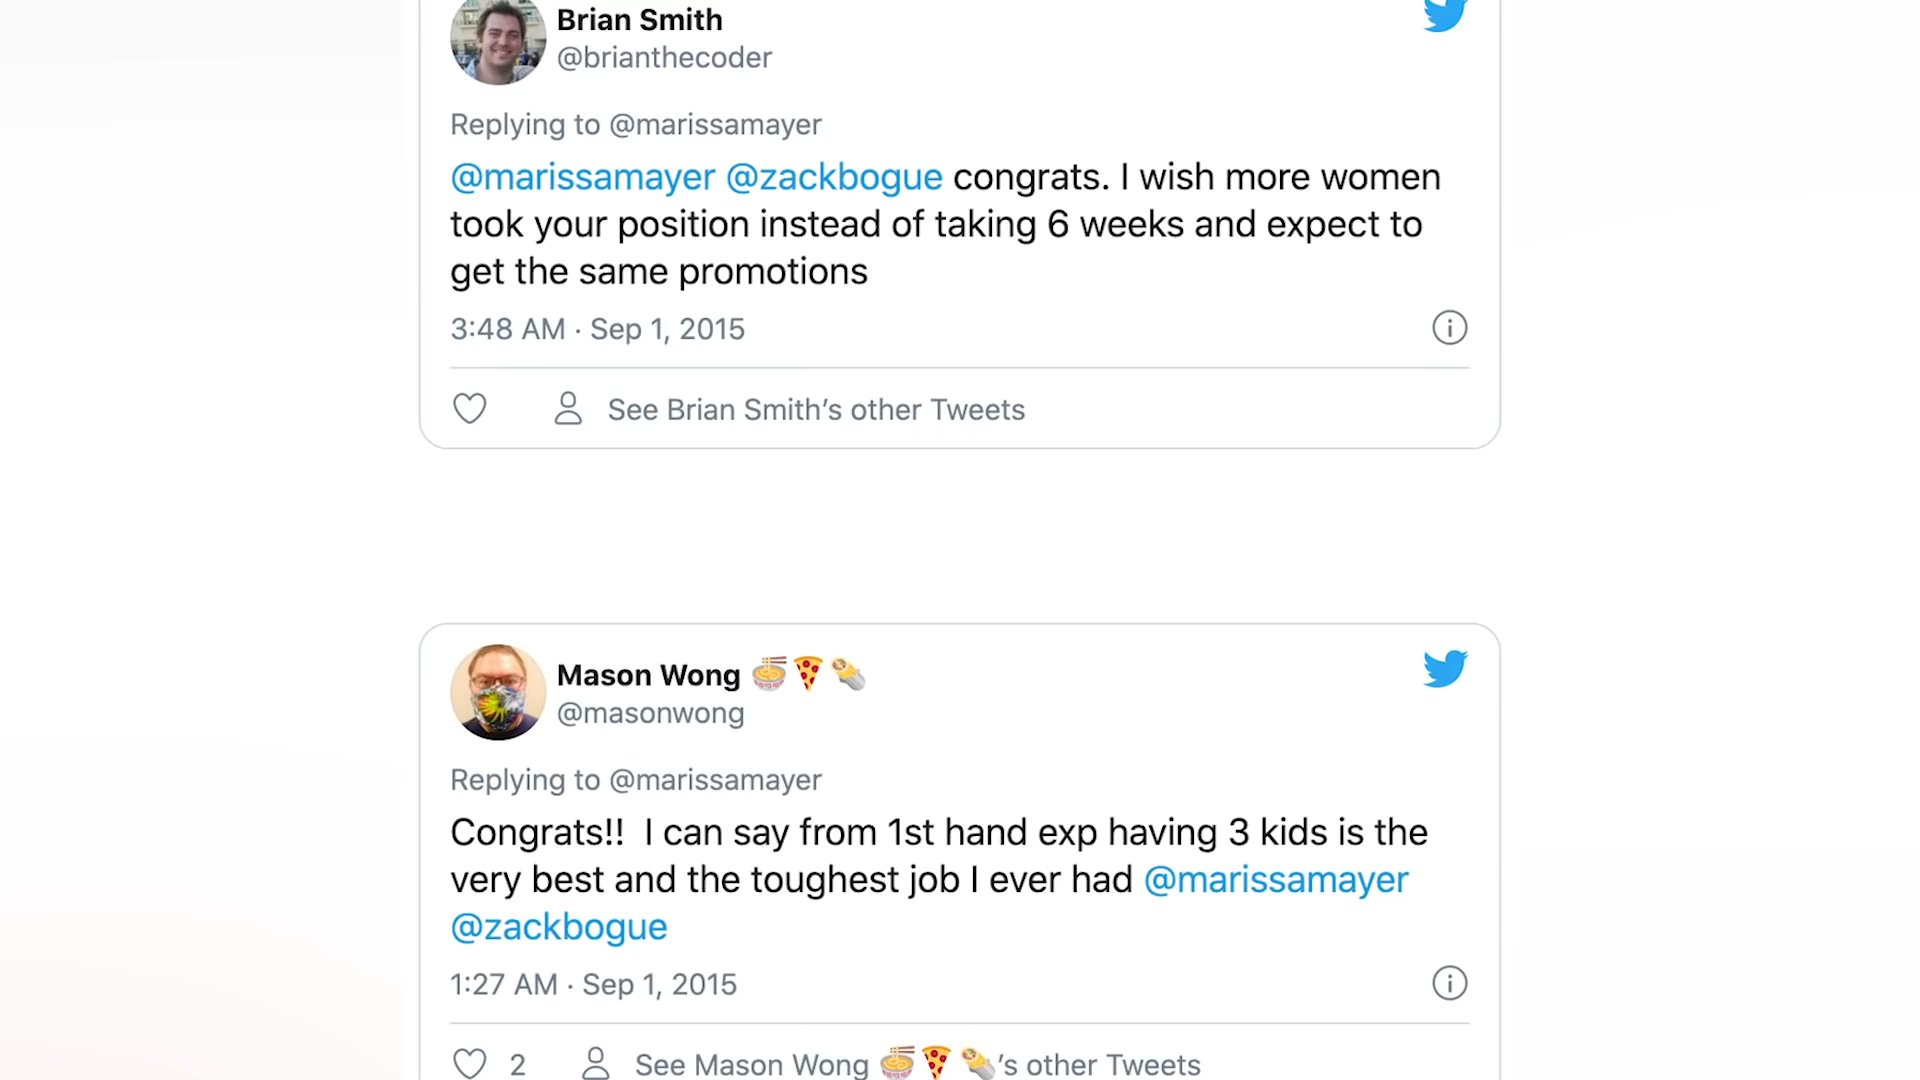 Brian Smith
@brianthecoder
Replying to @marissamayer
@marissamayer @zackbogue congrats. I wish more women
took your position instead of taking 6 weeks and expect to
get the same promotions
3:48 AM · Sep 1, 2015
See Brian Smith’s other Tweets
Mason Wong 🍜🍕🌯
@masonwong
Replying to @marissamayer
Congrats!!  I can say from 1st hand exp having 3 kids is the
very best and the toughest job I ever had @marissamayer
@zackbogue
1:27 AM · Sep 1, 2015
2 See Mason Wong 🍜🍕🌯’s other Tweets